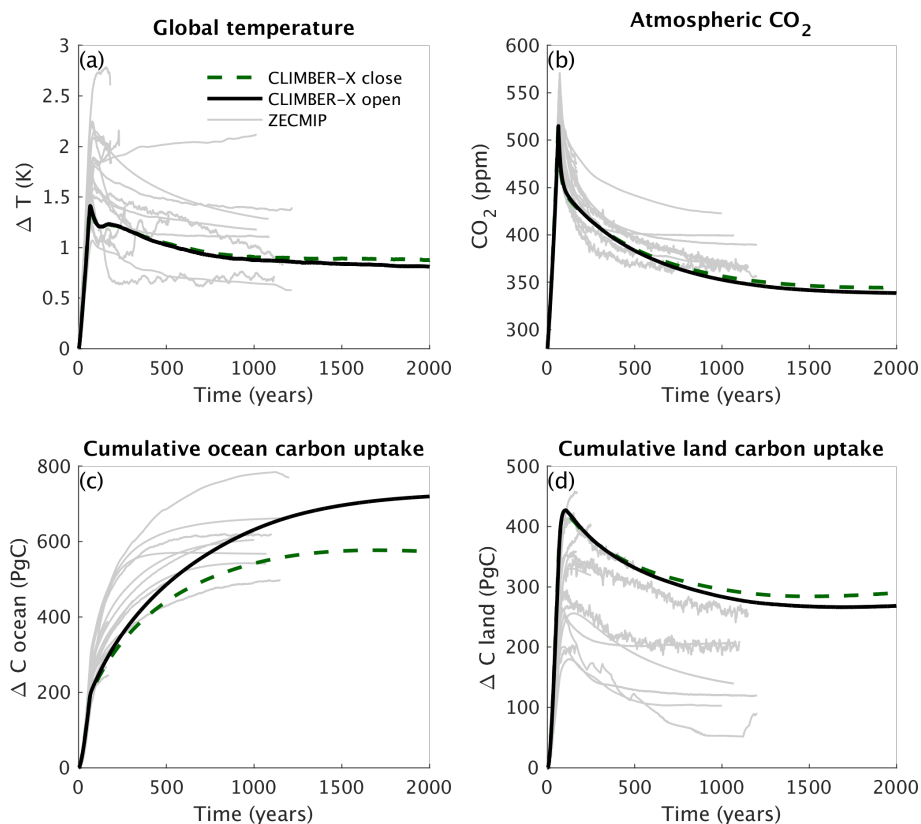 Global temperature
(a)
CLIMBER-X close
CLIMBER-X open
ZECMIP
Δ T (K)
3
2.5
2
1.5
1
0.5
0
0 500 1000 1500 2000
Time (years)
Atmospheric CO2
(b)
CO2 (ppm)
600
550
500
450
400
350
300
0 500 1000 1500 2000
Time (years)
Cumulative ocean carbon uptake
(c)
Δ C ocean (PgC)
800
600
400
200
0
0 500 1000 1500 2000
Time (years)
Cumulative land carbon uptake
(d)
Δ C land (PgC)
500
400
300
200
100
0
0 500 1000 1500 2000
Time (years)